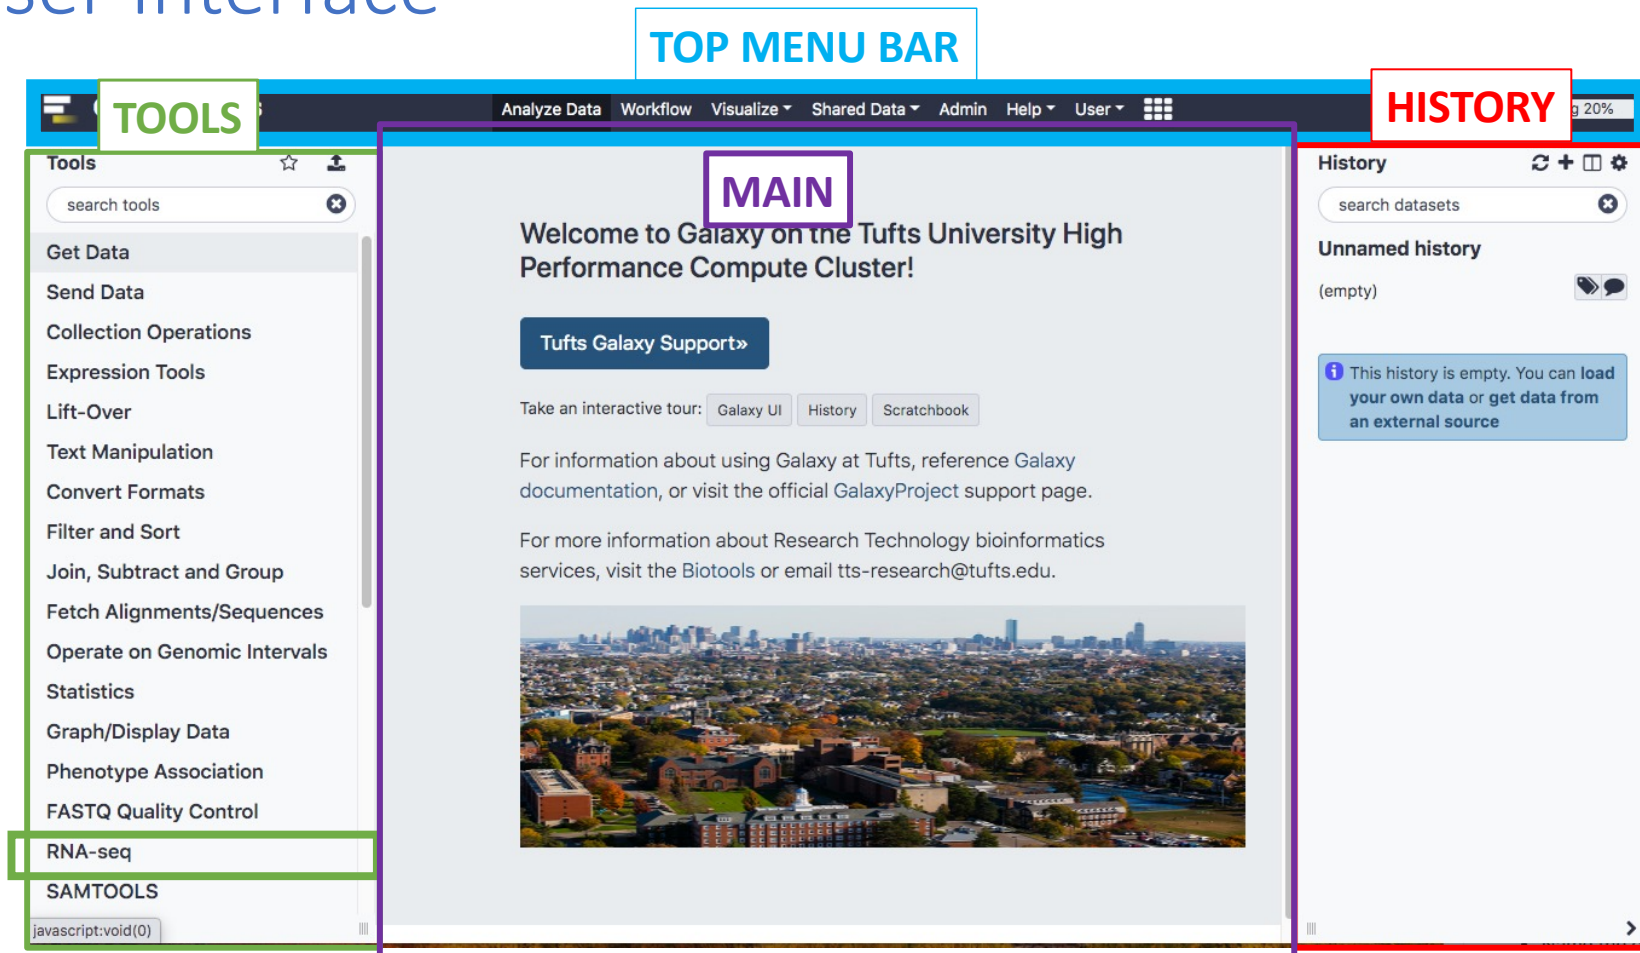 TOP MENU BAR
TOOLS
Analyze Data Workflow Visualize Shared Data Admin Help User
HISTORY
20%
MAIN
Tools
search tools
Get Data
Send Data
Collection Operations
Expression Tools
Lift-Over
Text Manipulation
Convert Formats
Filter and Sort
Join, Subtract and Group
Fetch Alignments/Sequences
Operate on Genomic Intervals
Statistics
Graph/Display Data
Phenotype Association
FASTQ Quality Control
RNA-seq
SAMTOOLS
javascript:void(0)
Welcome to Galaxy on the Tufts University High
Performance Compute Cluster!
Tufts Galaxy Support»
Take an interactive tour: Galaxy UI History Scratchbook
For information about using Galaxy at Tufts, reference Galaxy
documentation, or visit the official GalaxyProject support page.
For more information about Research Technology bioinformatics
services, visit the Biotools or email tts-research@tufts.edu.
History
search datasets
Unnamed history
(empty)
This history is empty. You can load
your own data or get data from
an external source